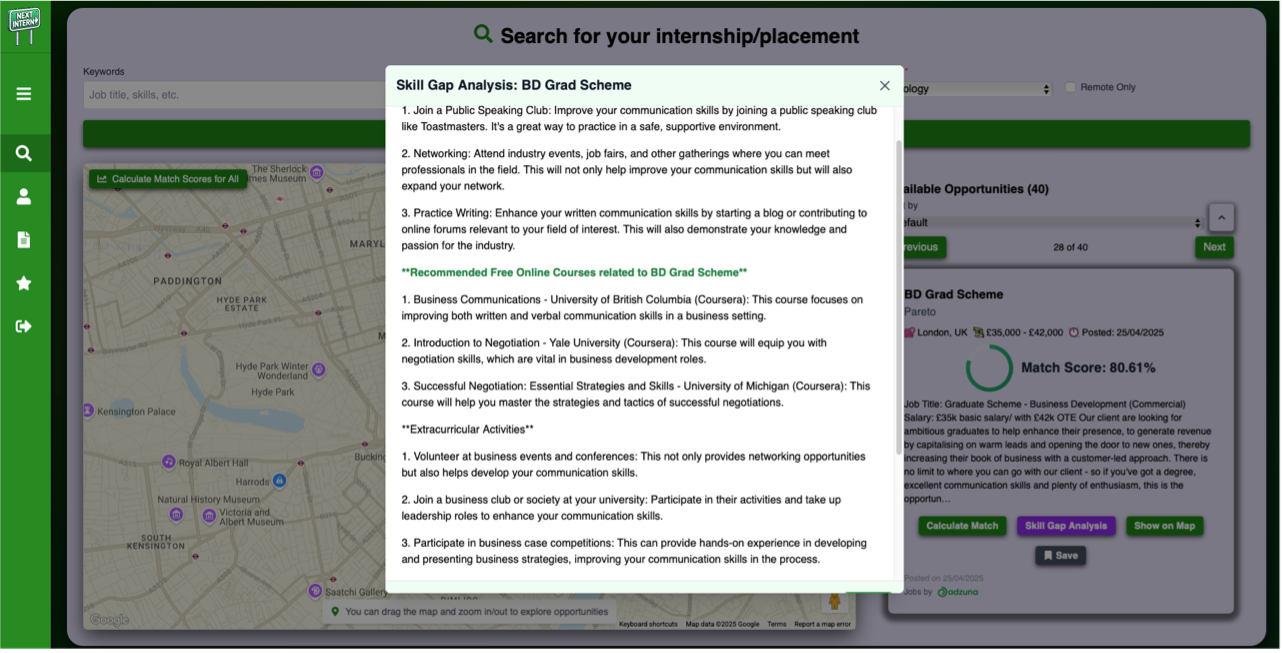 NEXT
INTERN
Search for your internship/placement
Keywords
Job title, skills, etc.
ology
Remote Only
Calculate Match Scores for All
The Sherlock
mes Museum
MARYL
PADDINGTON
HYDE PARK
ESTATE
Hyde Park Winter
Wonderland
Hyde Park
Kensington Palace
Royal Albert Hall
Bucking
Harrods
Natural History Museum
Victoria and
Albert Museum
SOUTH
KENSINGTON
Saatchi Gallery
You can drag the map and zoom in/out to explore opportunities
Google
Keyboard shortcuts Map data ©2025 Google Terms Report a map error
Skill Gap Analysis: BD Grad Scheme
1. Join a Public Speaking Club: Improve your communication skills by joining a public speaking club
like Toastmasters. It's a great way to practice in a safe, supportive environment.
2. Networking: Attend industry events, job fairs, and other gatherings where you can meet
professionals in the field. This will not only help improve your communication skills but will also
expand your network.
3. Practice Writing: Enhance your written communication skills by starting a blog or contributing to
online forums relevant to your field of interest. This will also demonstrate your knowledge and
passion for the industry.
**Recommended Free Online Courses related to BD Grad Scheme**
1. Business Communications - University of British Columbia (Coursera): This course focuses on
improving both written and verbal communication skills in a business setting.
2. Introduction to Negotiation - Yale University (Coursera): This course will equip you with
negotiation skills, which are vital in business development roles.
3. Successful Negotiation: Essential Strategies and Skills - University of Michigan (Coursera): This
course will help you master the strategies and tactics of successful negotiations.
**Extracurricular Activities**
1. Volunteer at business events and conferences: This not only provides networking opportunities
but also helps develop your communication skills.
2. Join a business club or society at your university: Participate in their activities and take up
leadership roles to enhance your communication skills.
3. Participate in business case competitions: This can provide hands-on experience in developing
and presenting business strategies, improving your communication skills in the process.
ailable Opportunities (40)
t by
efault
revious
28 of 40
Next
BD Grad Scheme
Pareto
London, UK £35,000 - £42,000 Posted: 25/04/2025
Match Score: 80.61%
Job Title: Graduate Scheme - Business Development (Commercial)
Salary: £35k basic salary/ with £42k OTE Our client are looking for
ambitious graduates to help enhance their presence, to generate revenue
by capitalising on warm leads and opening the door to new ones, thereby
increasing their book of business with a customer-led approach. There is
no limit to where you can go with our client - so if you've got a degree,
excellent communication skills and plenty of enthusiasm, this is the
opportun...
Calculate Match
Skill Gap Analysis
Show on Map
Save
Posted on 25/04/2025
Jobs by adzuna